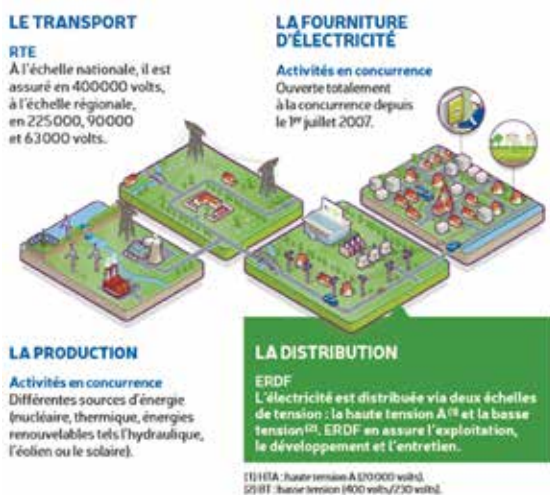 LE TRANSPORT
RTE
À l'échelle nationale, il est
assuré en 400000 volts,
à l'échelle régionale,
en 225000, 90000
et 63000 volts.
LA FOURNITURE
D'ÉLECTRICITÉ
Activités en concurrence
Ouverte totalement
à la concurrence depuis
le 1er juillet 2007.
LA PRODUCTION
Activités en concurrence
Différentes sources d'énergie
(nucléaire, thermique, énergies
renouvelables tels l'hydraulique,
l'éolien ou le solaire).
LA DISTRIBUTION
ERDF
L'électricité est distribuée via deux échelles
de tension : la haute tension A (1) et la basse
tension (2). ERDF en assure l'exploitation,
le développement et l'entretien.
(1) HTA : haute tension A (20000 volts).
(2) BT : basse tension (400 volts/230 volts).